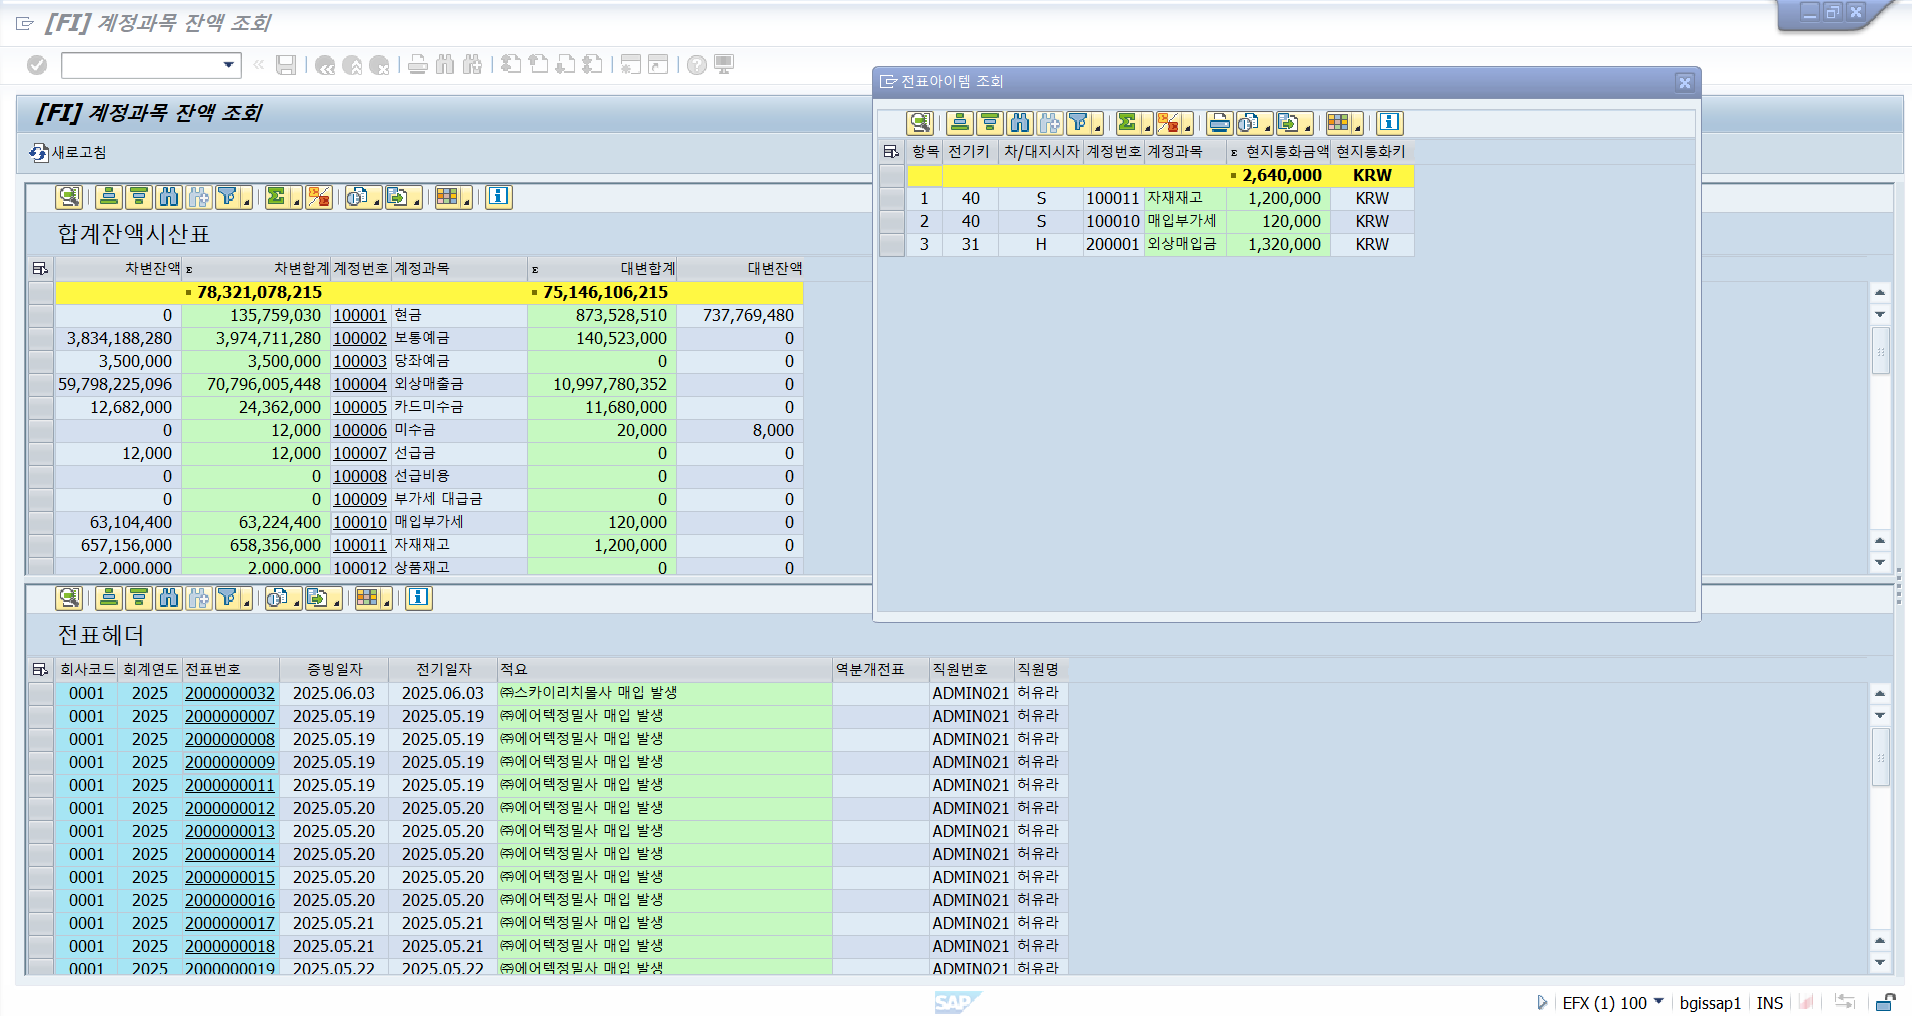 [FI] 계정과목 잔액 조회
[FI] 계정과목 잔액 조회
새로고침
합계잔액시산표
차변잔액 Σ 차변합계 계정번호 계정과목 Σ 대변합계 대변잔액
78,321,078,215 75,146,106,215
0 135,759,030 100001 현금 873,528,510 737,769,480
3,834,188,280 3,974,711,280 100002 보통예금 140,523,000 0
3,500,000 3,500,000 100003 당좌예금 0 0
59,798,225,096 70,796,005,448 100004 외상매출금 10,997,780,352 0
12,682,000 24,362,000 100005 카드미수금 11,680,000 0
0 12,000 100006 미수금 20,000 8,000
12,000 12,000 100007 선급금 0 0
0 0 100008 선급비용 0 0
0 0 100009 부가세 대급금 0 0
63,104,400 63,224,400 100010 매입부가세 120,000 0
657,156,000 658,356,000 100011 자재재고 1,200,000 0
2,000,000 2,000,000 100012 상품재고 0 0
전표아이템 조회
항목 전기키 차/대지시자 계정번호 계정과목 Σ 현지통화금액 현지통화키
2,640,000 KRW
1 40 S 100011 자재재고 1,200,000 KRW
2 40 S 100010 매입부가세 120,000 KRW
3 31 H 200001 외상매입금 1,320,000 KRW
전표헤더
회사코드 회계연도 전표번호 증빙일자 전기일자 적요 역분개전표 직원번호 직원명
0001 2025 2000000032 2025.06.03 2025.06.03 ㈜스카이리치몰사 매입 발생 ADMIN021 허유라
0001 2025 2000000007 2025.05.19 2025.05.19 ㈜에어텍정밀사 매입 발생 ADMIN021 허유라
0001 2025 2000000008 2025.05.19 2025.05.19 ㈜에어텍정밀사 매입 발생 ADMIN021 허유라
0001 2025 2000000009 2025.05.19 2025.05.19 ㈜에어텍정밀사 매입 발생 ADMIN021 허유라
0001 2025 2000000011 2025.05.19 2025.05.19 ㈜에어텍정밀사 매입 발생 ADMIN021 허유라
0001 2025 2000000012 2025.05.20 2025.05.20 ㈜에어텍정밀사 매입 발생 ADMIN021 허유라
0001 2025 2000000013 2025.05.20 2025.05.20 ㈜에어텍정밀사 매입 발생 ADMIN021 허유라
0001 2025 2000000014 2025.05.20 2025.05.20 ㈜에어텍정밀사 매입 발생 ADMIN021 허유라
0001 2025 2000000015 2025.05.20 2025.05.20 ㈜에어텍정밀사 매입 발생 ADMIN021 허유라
0001 2025 2000000016 2025.05.20 2025.05.20 ㈜에어텍정밀사 매입 발생 ADMIN021 허유라
0001 2025 2000000017 2025.05.21 2025.05.21 ㈜에어텍정밀사 매입 발생 ADMIN021 허유라
0001 2025 2000000018 2025.05.21 2025.05.21 ㈜에어텍정밀사 매입 발생 ADMIN021 허유라
0001 2025 2000000019 2025.05.22 2025.05.22 ㈜에어텍정밀사 매입 발생 ADMIN021 허유라
SAP
EFX (1) 100 bgissap1 INS